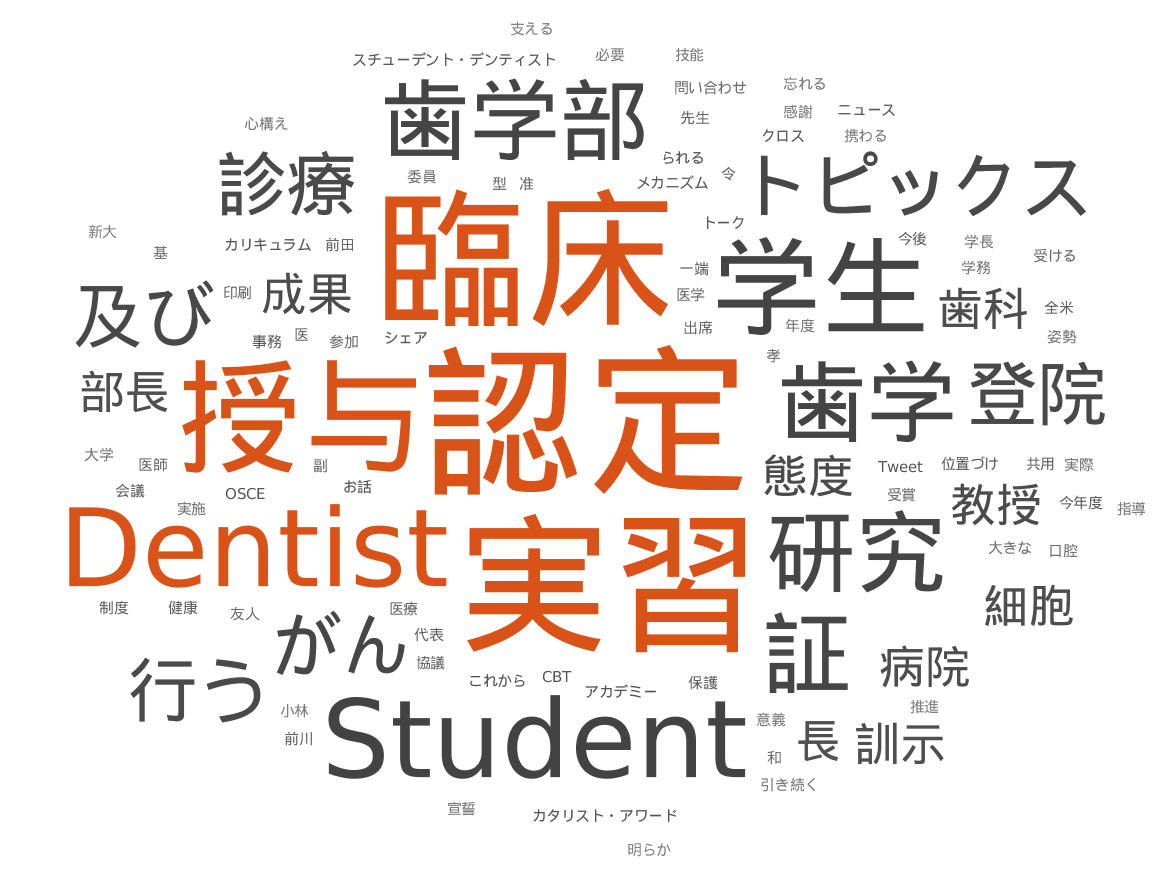 支える
スチューデント・デンティスト 必要 技能
歯学部 問い合わせ 忘れる
先生 感謝 ニュース
心構え クロス 携わる
診療 委員 型 准 られる 令
メカニズム トピックス
臨床 トーク
新大 基 カリキュラム 前田 学生 今後 学長 受ける
及び 印刷 成果 一端 学務
医学 歯科 全米
事務 医 参加 シェア 出席 年度 姿勢
孝
部長 授与 認定 歯学 登院
大学 医師 副 態度 Tweet 位置づけ 共用 実際
会議 OSCE お話 受賞 教授 今年度 指導
実施
Dentist 実習 研究 大きな 口腔
制度 健康 友人 医療 細胞
がん 代表 証
行う 協議 病院
これから CBT アカデミー 保護
小林 Student 意義 推進
前川 和 長 訓示
引き続く
宣誓 カタリスト・アワード
明らか